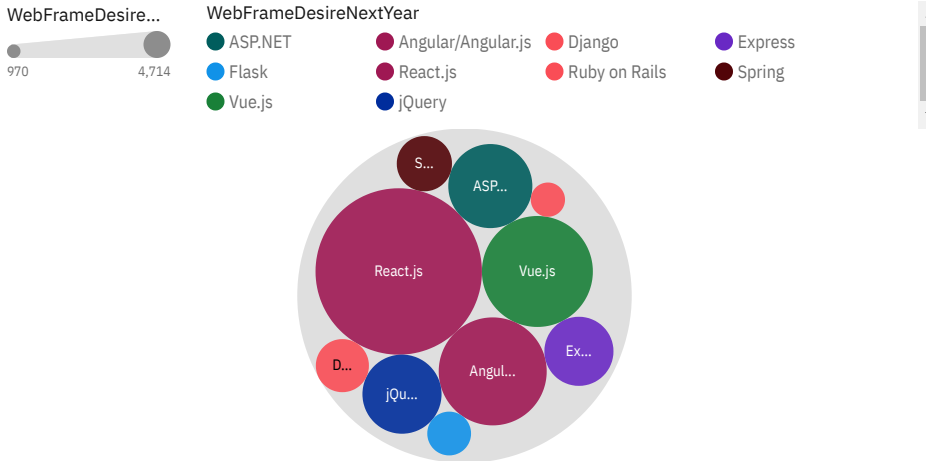 WebFrameDesire...
970
4,714
WebFrameDesireNextYear
ASP.NET Angular/Angular.js Django Express
Flask React.js Ruby on Rails Spring
Vue.js jQuery
S...
ASP...
React.js
Vue.js
Ex...
D...
Angul...
jQu...